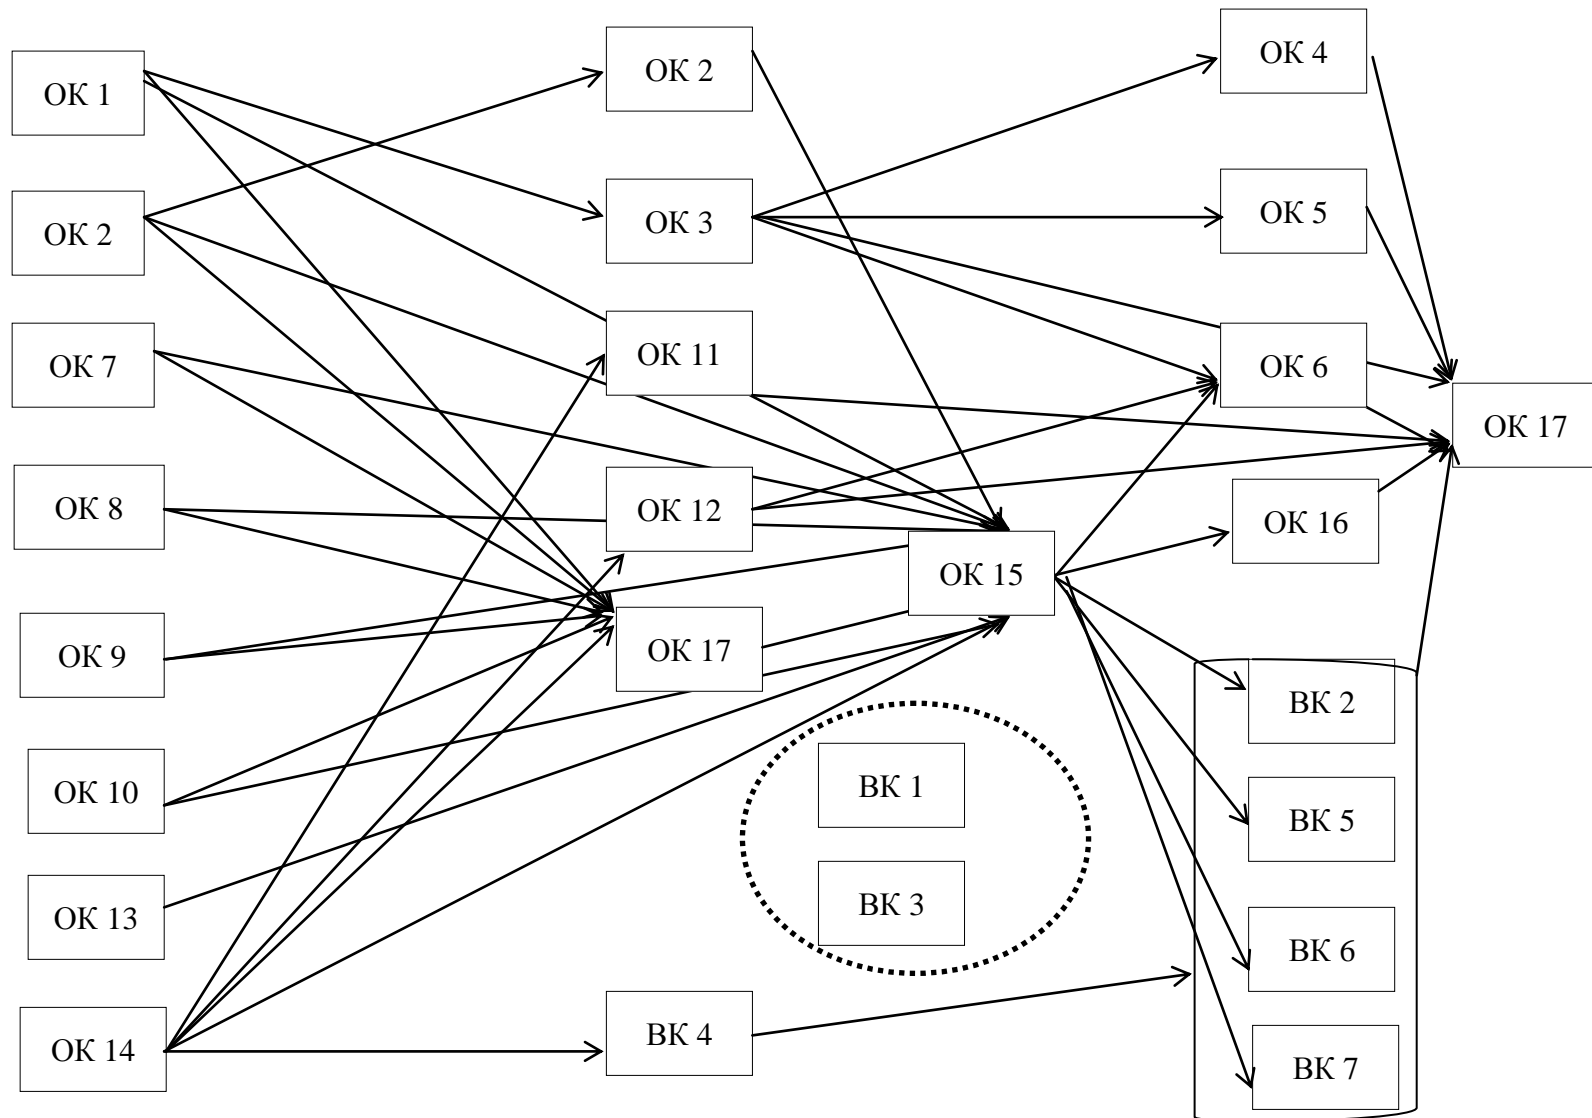 ОК 1
ОК 2
ОК 7
ОК 8
ОК 9
ОК 10
ОК 13
ОК 14
ОК 2
ОК 3
ОК 11
ОК 12
ОК 17
ВК 4
ОК 15
ВК 1
ВК 3
ОК 4
ОК 5
ОК 6
ОК 16
ВК 2
ВК 5
ВК 6
ВК 7
ОК 17